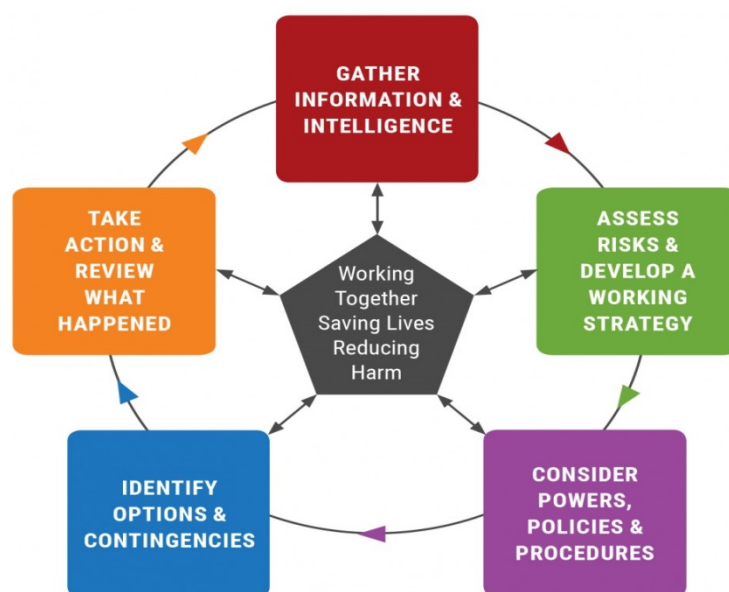 GATHER
INFORMATION &
INTELLIGENCE
ASSESS
RISKS &
DEVELOP A
WORKING
STRATEGY
CONSIDER
POWERS,
POLICIES &
PROCEDURES
IDENTIFY
OPTIONS &
CONTINGENCIES
TAKE
ACTION &
REVIEW
WHAT
HAPPENED
Working
Together
Saving Lives
Reducing
Harm